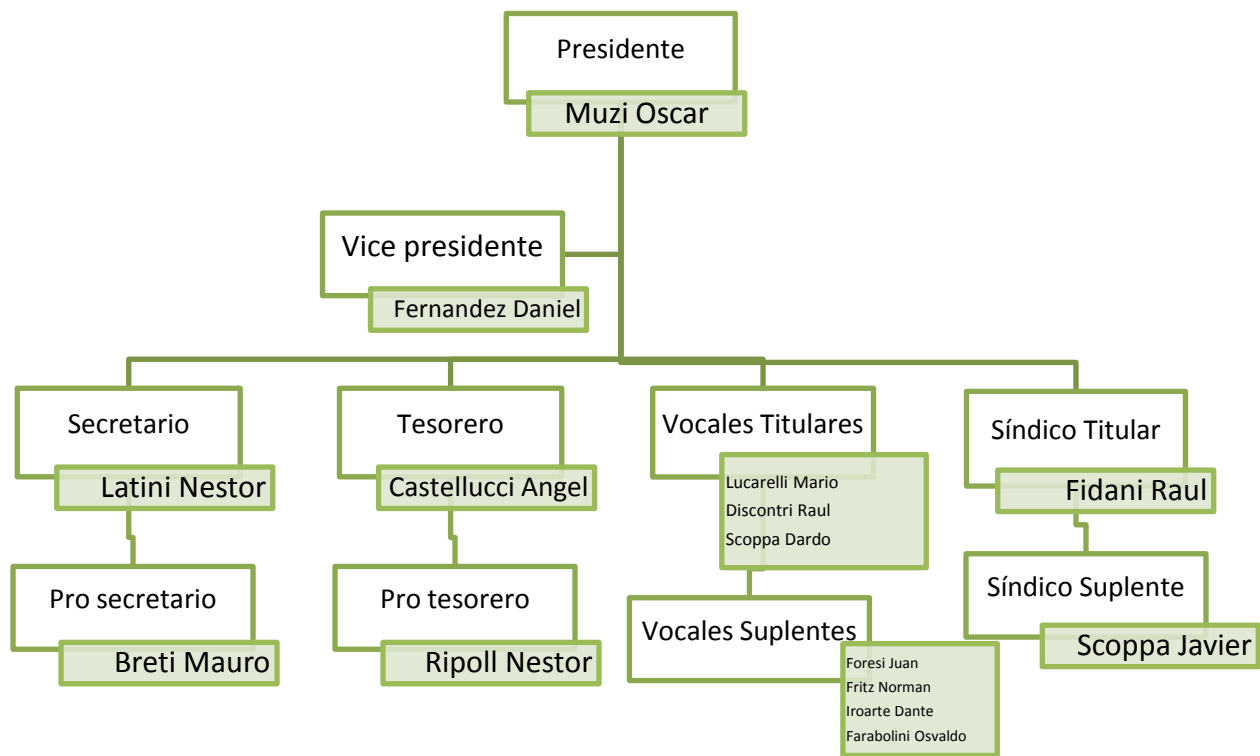 Presidente
Muzi Oscar
Vice presidente
Fernandez Daniel
Secretario
Latini Nestor
Tesorero
Castellucci Angel
Vocales Titulares
Lucarelli Mario
Discontri Raul
Scoppa Dardo
Síndico Titular
Fidani Raul
Pro secretario
Breti Mauro
Pro tesorero
Ripoll Nestor
Vocales Suplentes
Foresi Juan
Fritz Norman
Iroarte Dante
Farabolini Osvaldo
Síndico Suplente
Scoppa Javier